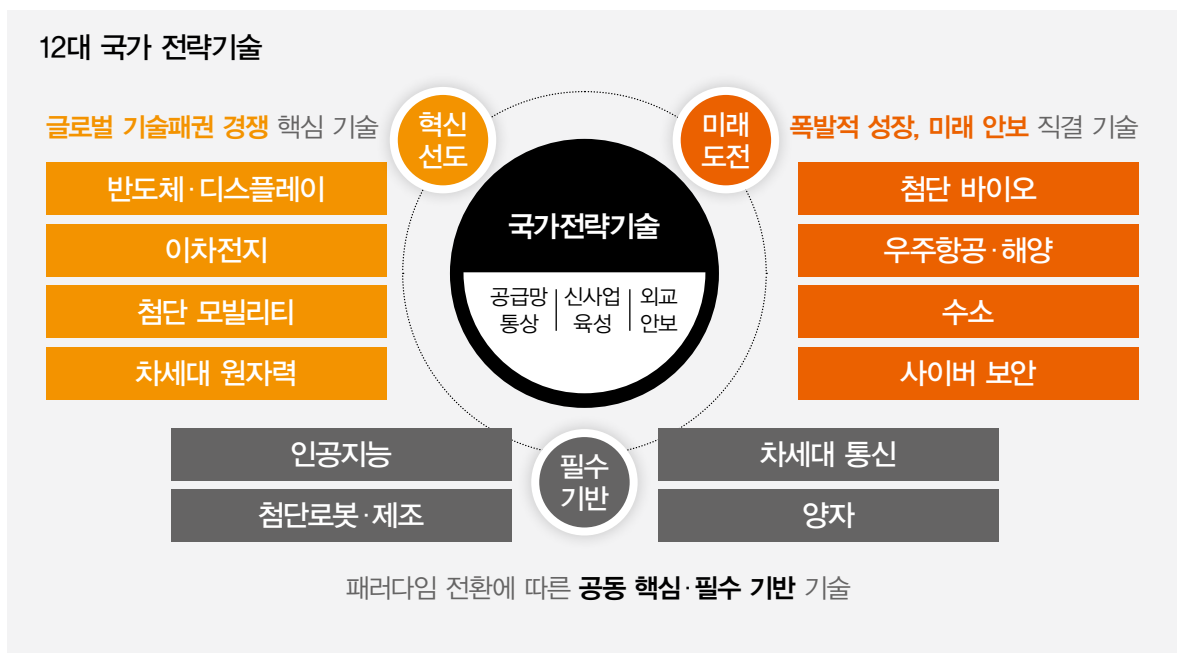 12대 국가 전략기술
글로벌 기술패권 경쟁 핵심 기술
혁신
선도
반도체·디스플레이
이차전지
첨단 모빌리티
차세대 원자력
미래
도전
폭발적 성장, 미래 안보 직결 기술
첨단 바이오
우주항공·해양
수소
사이버 보안
국가전략기술
공급망
통상
신사업
육성
외교
안보
필수
기반
인공지능
첨단로봇·제조
차세대 통신
양자
패러다임 전환에 따른 공동 핵심·필수 기반 기술